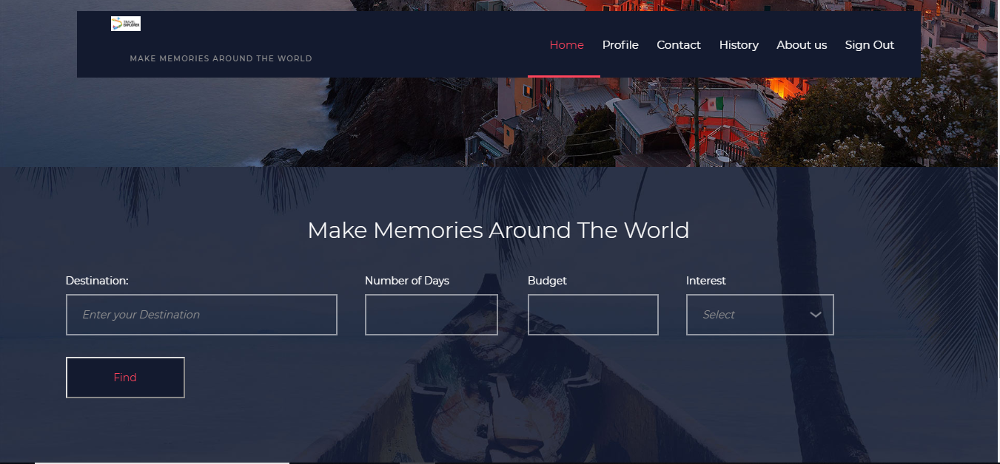 TRAVEL
EXPLORER
Home Profile Contact History About us Sign Out
MAKE MEMORIES AROUND THE WORLD
Make Memories Around The World
Destination: Number of Days Budget Interest
Enter your Destination Select
Find